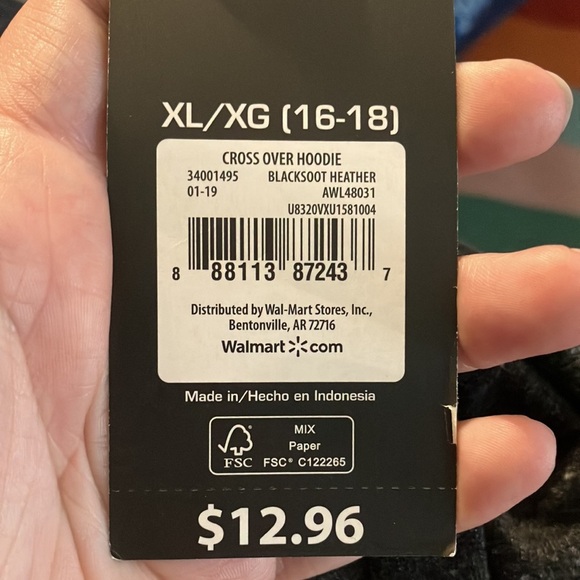 XL/XG (16-18)
CROSS OVER HOODIE
34001495 BLACKSOOT HEATHER
01-19 AWL48031
U8320VXU1581004
8 88113 87243 7
Distributed by Wal-Mart Stores, Inc.,
Bentonville, AR 72716
Walmart com
Made in/Hecho en Indonesia
MIX
Paper
FSC FSC® C122265
$12.96